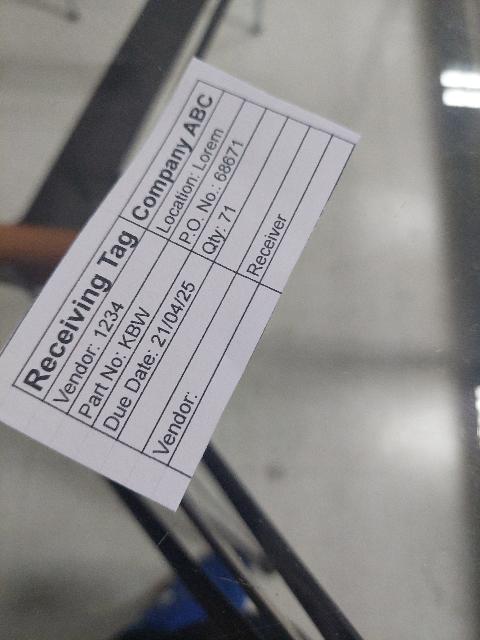 Receiving Tag Company ABC
Vendor: 1234 Location: Lorem
Part No: KBW P.O. No.: 68671
Due Date: 21/04/25 Qty: 71
Vendor: Receiver